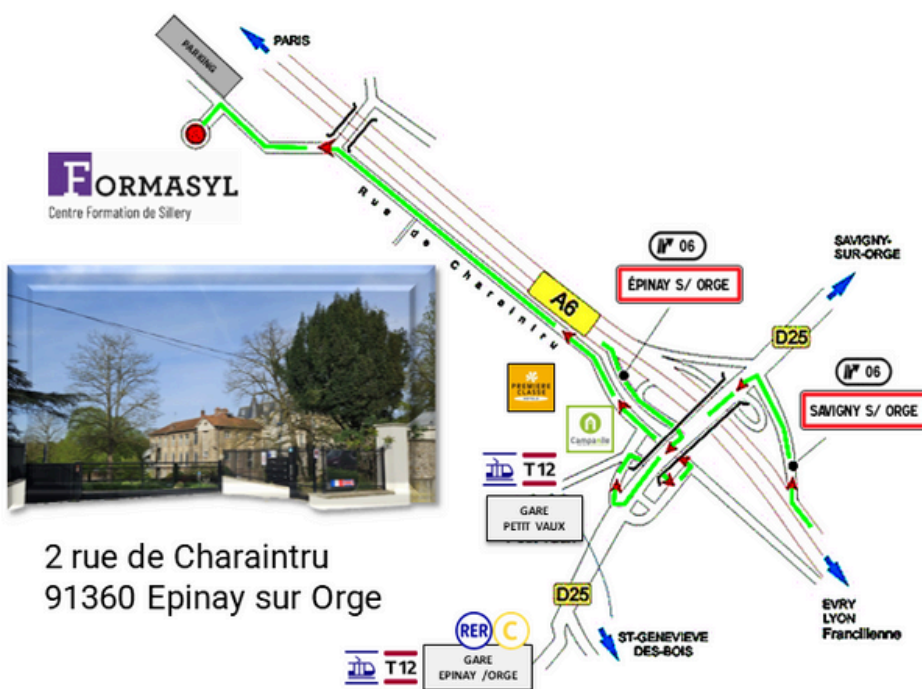 PARKING
PARIS
FORMASYL
Centre Formation de Sillery
Rue de Charaintru
06
ÉPINAY S/ ORGE
SAVIGNY-
SUR-ORGE
A6
D25
06
SAVIGNY S/ ORGE
PREMIERE
CLASSE
Campanile
T12
GARE
PETIT VAUX
2 rue de Charaintru
91360 Epinay sur Orge
D25
EVRY
LYON
Francilienne
RER C
ST-GENEVIEVE
DES-BOIS
T12
GARE
EPINAY /ORGE